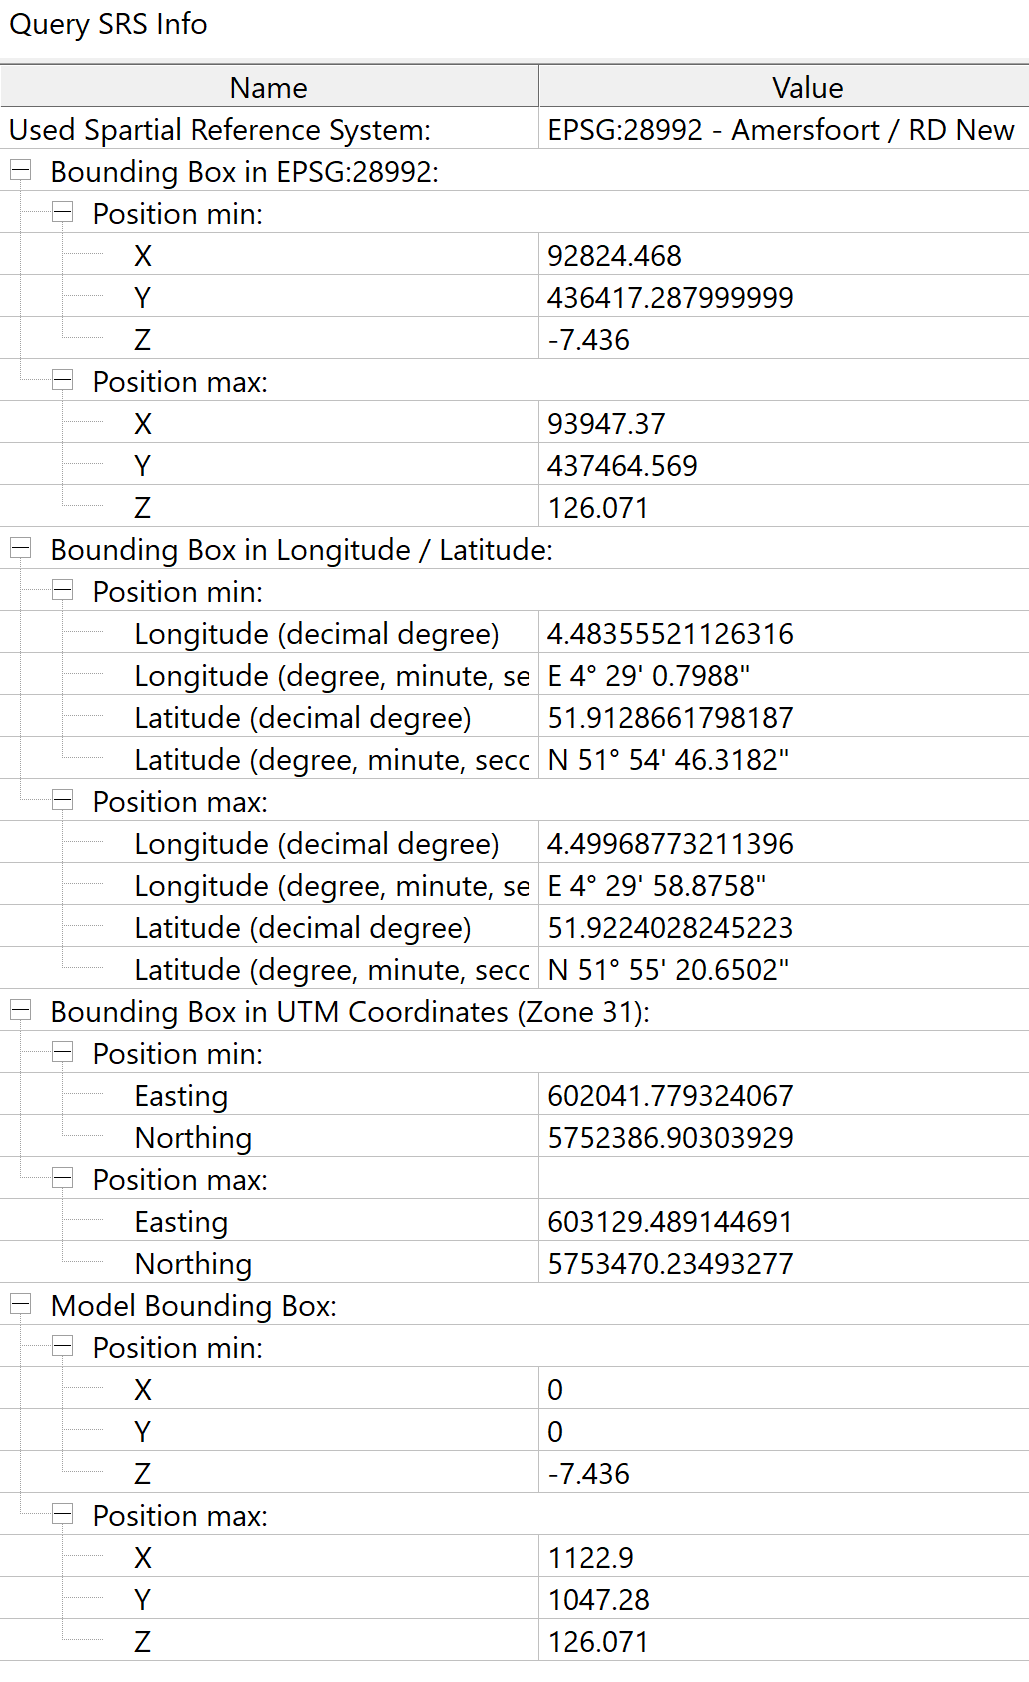 Query SRS Info
Name Value
Used Spartial Reference System: EPSG:28992 - Amersfoort / RD New
Bounding Box in EPSG:28992:
Position min:
X 92824.468
Y 436417.287999999
Z -7.436
Position max:
X 93947.37
Y 437464.569
Z 126.071
Bounding Box in Longitude / Latitude:
Position min:
Longitude (decimal degree) 4.48355521126316
Longitude (degree, minute, se E 4° 29' 0.7988"
Latitude (decimal degree) 51.9128661798187
Latitude (degree, minute, secc N 51° 54' 46.3182"
Position max:
Longitude (decimal degree) 4.49968773211396
Longitude (degree, minute, se E 4° 29' 58.8758"
Latitude (decimal degree) 51.9224028245223
Latitude (degree, minute, secc N 51° 55' 20.6502"
Bounding Box in UTM Coordinates (Zone 31):
Position min:
Easting 602041.779324067
Northing 5752386.90303929
Position max:
Easting 603129.489144691
Northing 5753470.23493277
Model Bounding Box:
Position min:
X 0
Y 0
Z -7.436
Position max:
X 1122.9
Y 1047.28
Z 126.071